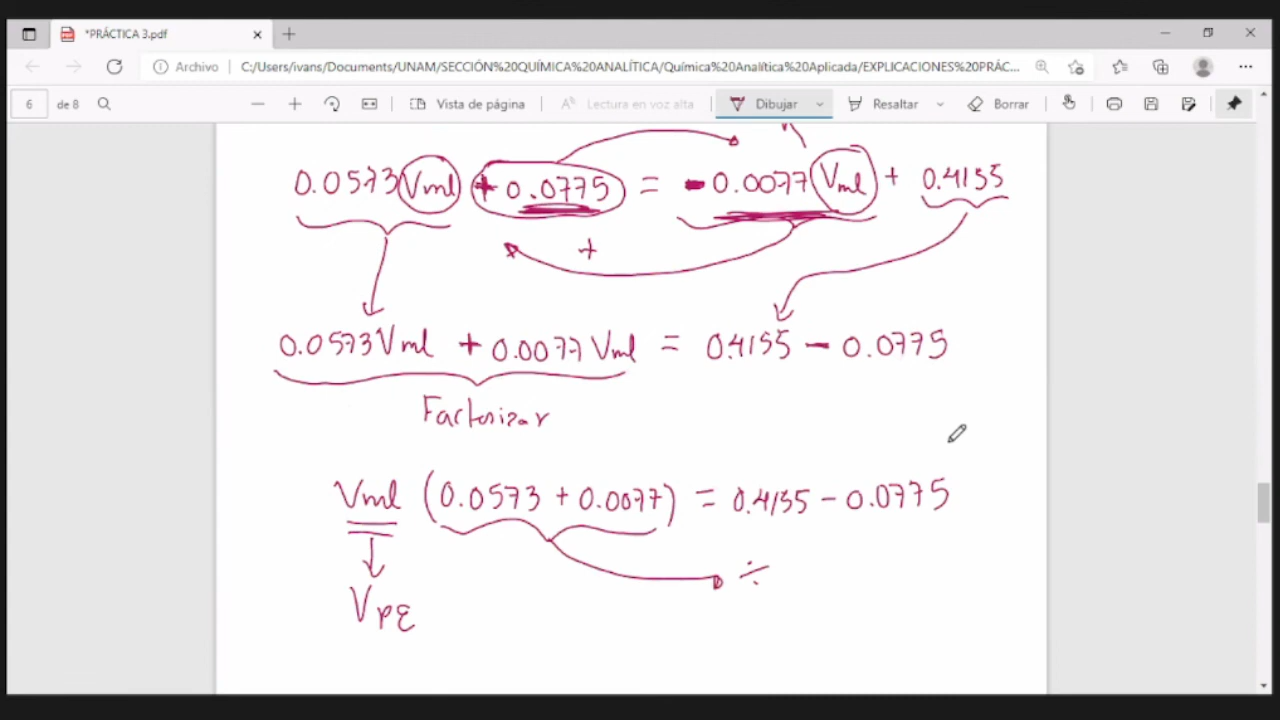 *PRÁCTICA 3.pdf
Archivo C:/Users/ivans/Documents/UNAM/SECCIÓN%20QUÍMICA%20ANALÍTICA/Química%20Analítica%20Aplicada/EXPLICACIONES%20PRÁC...
6 de 8 Vista de página Lectura en voz alta Dibujar Resaltar Borrar
0.0573 Vml + 0.0775 = - 0.0077 Vml + 0.4155
+
0.0573 Vml + 0.0077 Vml = 0.4155 - 0.0775
Factorizar
Vml (0.0573 + 0.0077) = 0.4155 - 0.0775
÷
VPE